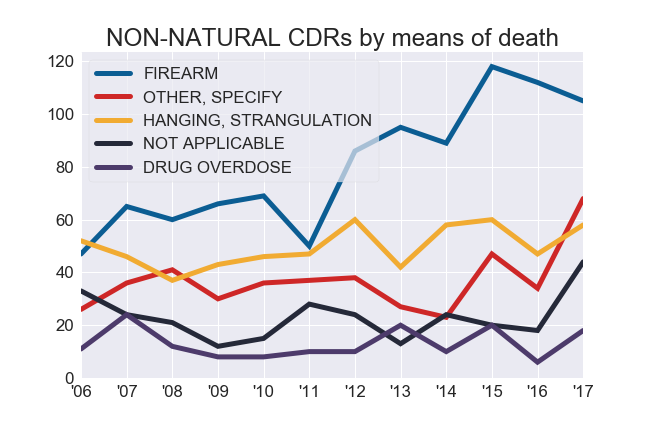 NON-NATURAL CDRs by means of death
120
100
80
60
40
20
0
FIREARM
OTHER, SPECIFY
HANGING, STRANGULATION
NOT APPLICABLE
DRUG OVERDOSE
'06 '07 '08 '09 '10 '11 '12 '13 '14 '15 '16 '17